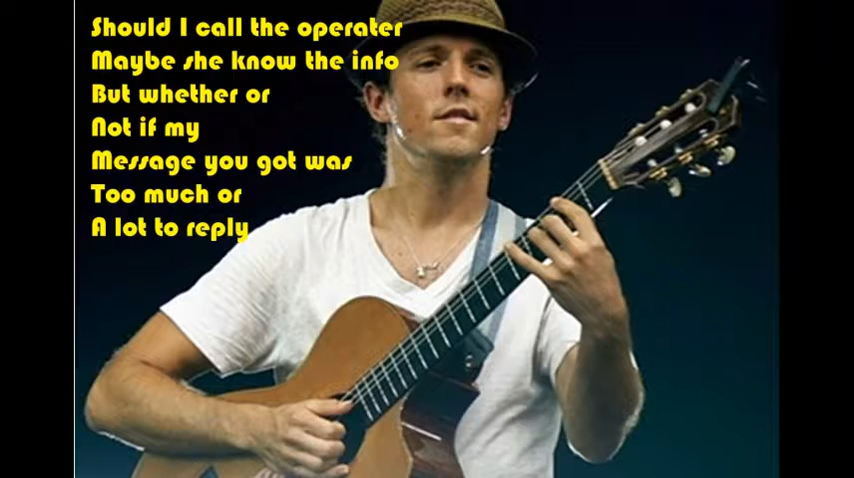 Should I call the operater
Maybe she know the info
But whether or
Not if my
Message you got was
Too much or
A lot to reply